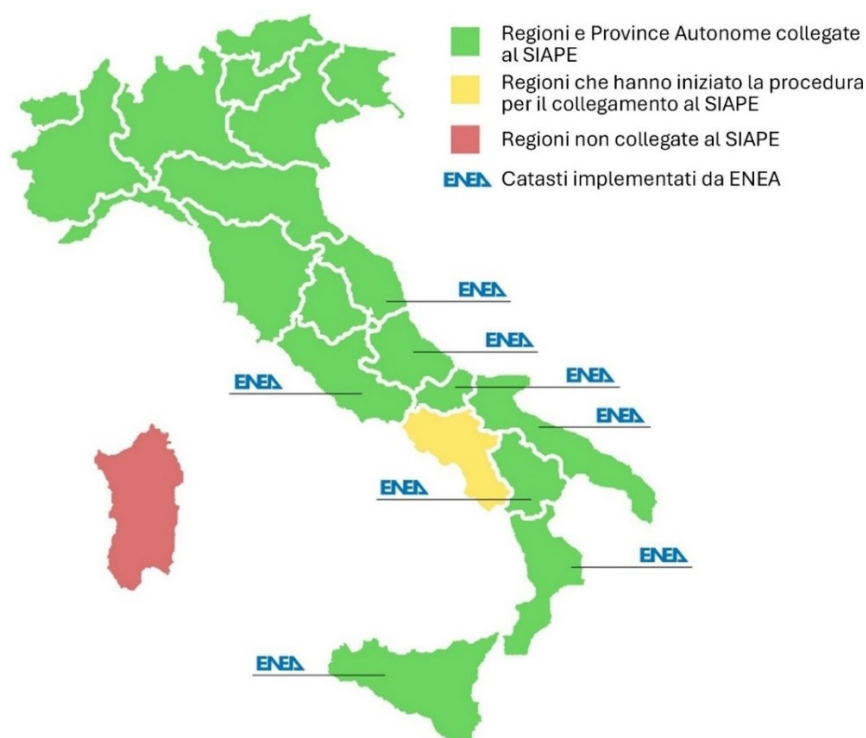 Regioni e Province Autonome collegate
al SIAPE
Regioni che hanno iniziato la procedura
per il collegamento al SIAPE
Regioni non collegate al SIAPE
ENEA Catasti implementati da ENEA
ENEA
ENEA
ENEA
ENEA
ENEA
ENEA
ENEA
ENEA